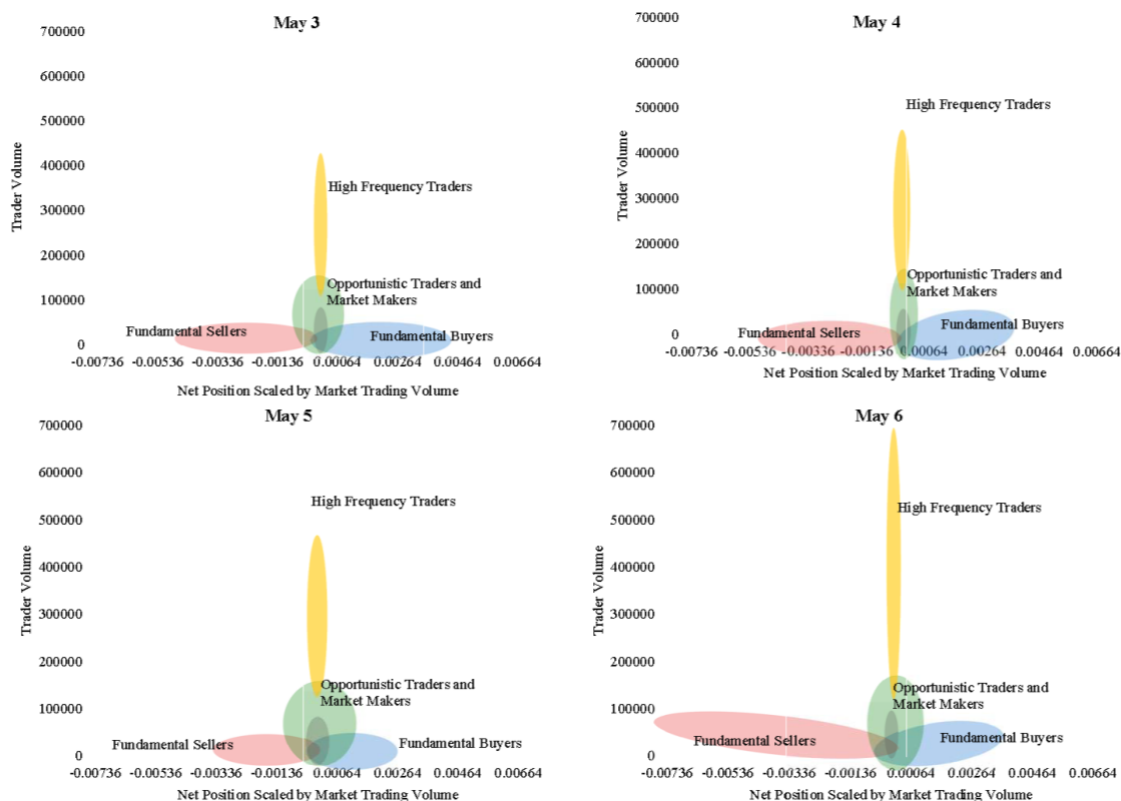 May 3
700000
600000
500000
400000
300000
200000
100000
0
Trader Volume
High Frequency Traders
Opportunistic Traders and
Market Makers
Fundamental Sellers
Fundamental Buyers
-0.00736 -0.00536 -0.00336 -0.00136 0.00064 0.00264 0.00464 0.00664
Net Position Scaled by Market Trading Volume
May 4
700000
600000
500000
400000
300000
200000
100000
0
Trader Volume
High Frequency Traders
Opportunistic Traders and
Market Makers
Fundamental Sellers
Fundamental Buyers
-0.00736 -0.00536 -0.00336 -0.00136 0.00064 0.00264 0.00464 0.00664
Net Position Scaled by Market Trading Volume
May 5
700000
600000
500000
400000
300000
200000
100000
0
Trader Volume
High Frequency Traders
Opportunistic Traders and
Market Makers
Fundamental Sellers
Fundamental Buyers
-0.00736 -0.00536 -0.00336 -0.00136 0.00064 0.00264 0.00464 0.00664
Net Position Scaled by Market Trading Volume
May 6
700000
600000
500000
400000
300000
200000
100000
0
Trader Volume
High Frequency Traders
Opportunistic Traders and
Market Makers
Fundamental Sellers
Fundamental Buyers
-0.00736 -0.00536 -0.00336 -0.00136 0.00064 0.00264 0.00464 0.00664
Net Position Scaled by Market Trading Volume